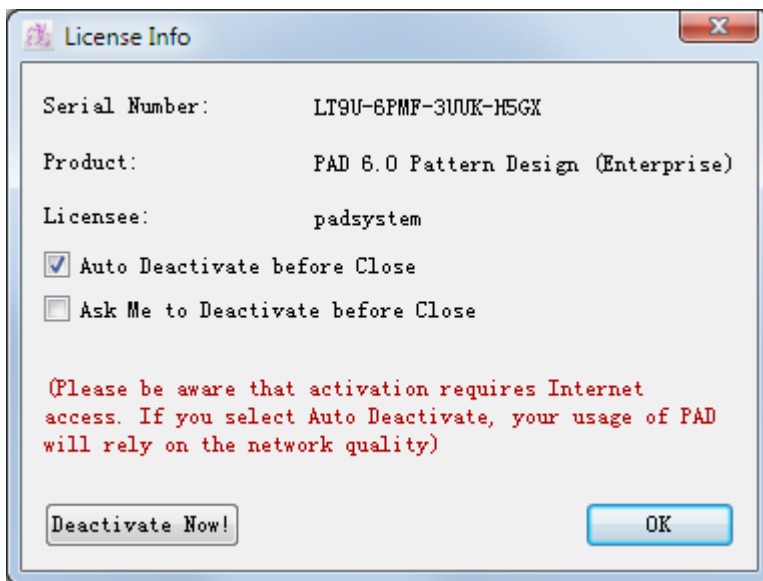 License Info
Serial Number: LT9U-6PMF-3UUK-H5GX
Product: PAD 6.0 Pattern Design (Enterprise)
Licensee: padsystem
Auto Deactivate before Close
Ask Me to Deactivate before Close
(Please be aware that activation requires Internet
access. If you select Auto Deactivate, your usage of PAD
will rely on the network quality)
Deactivate Now! OK